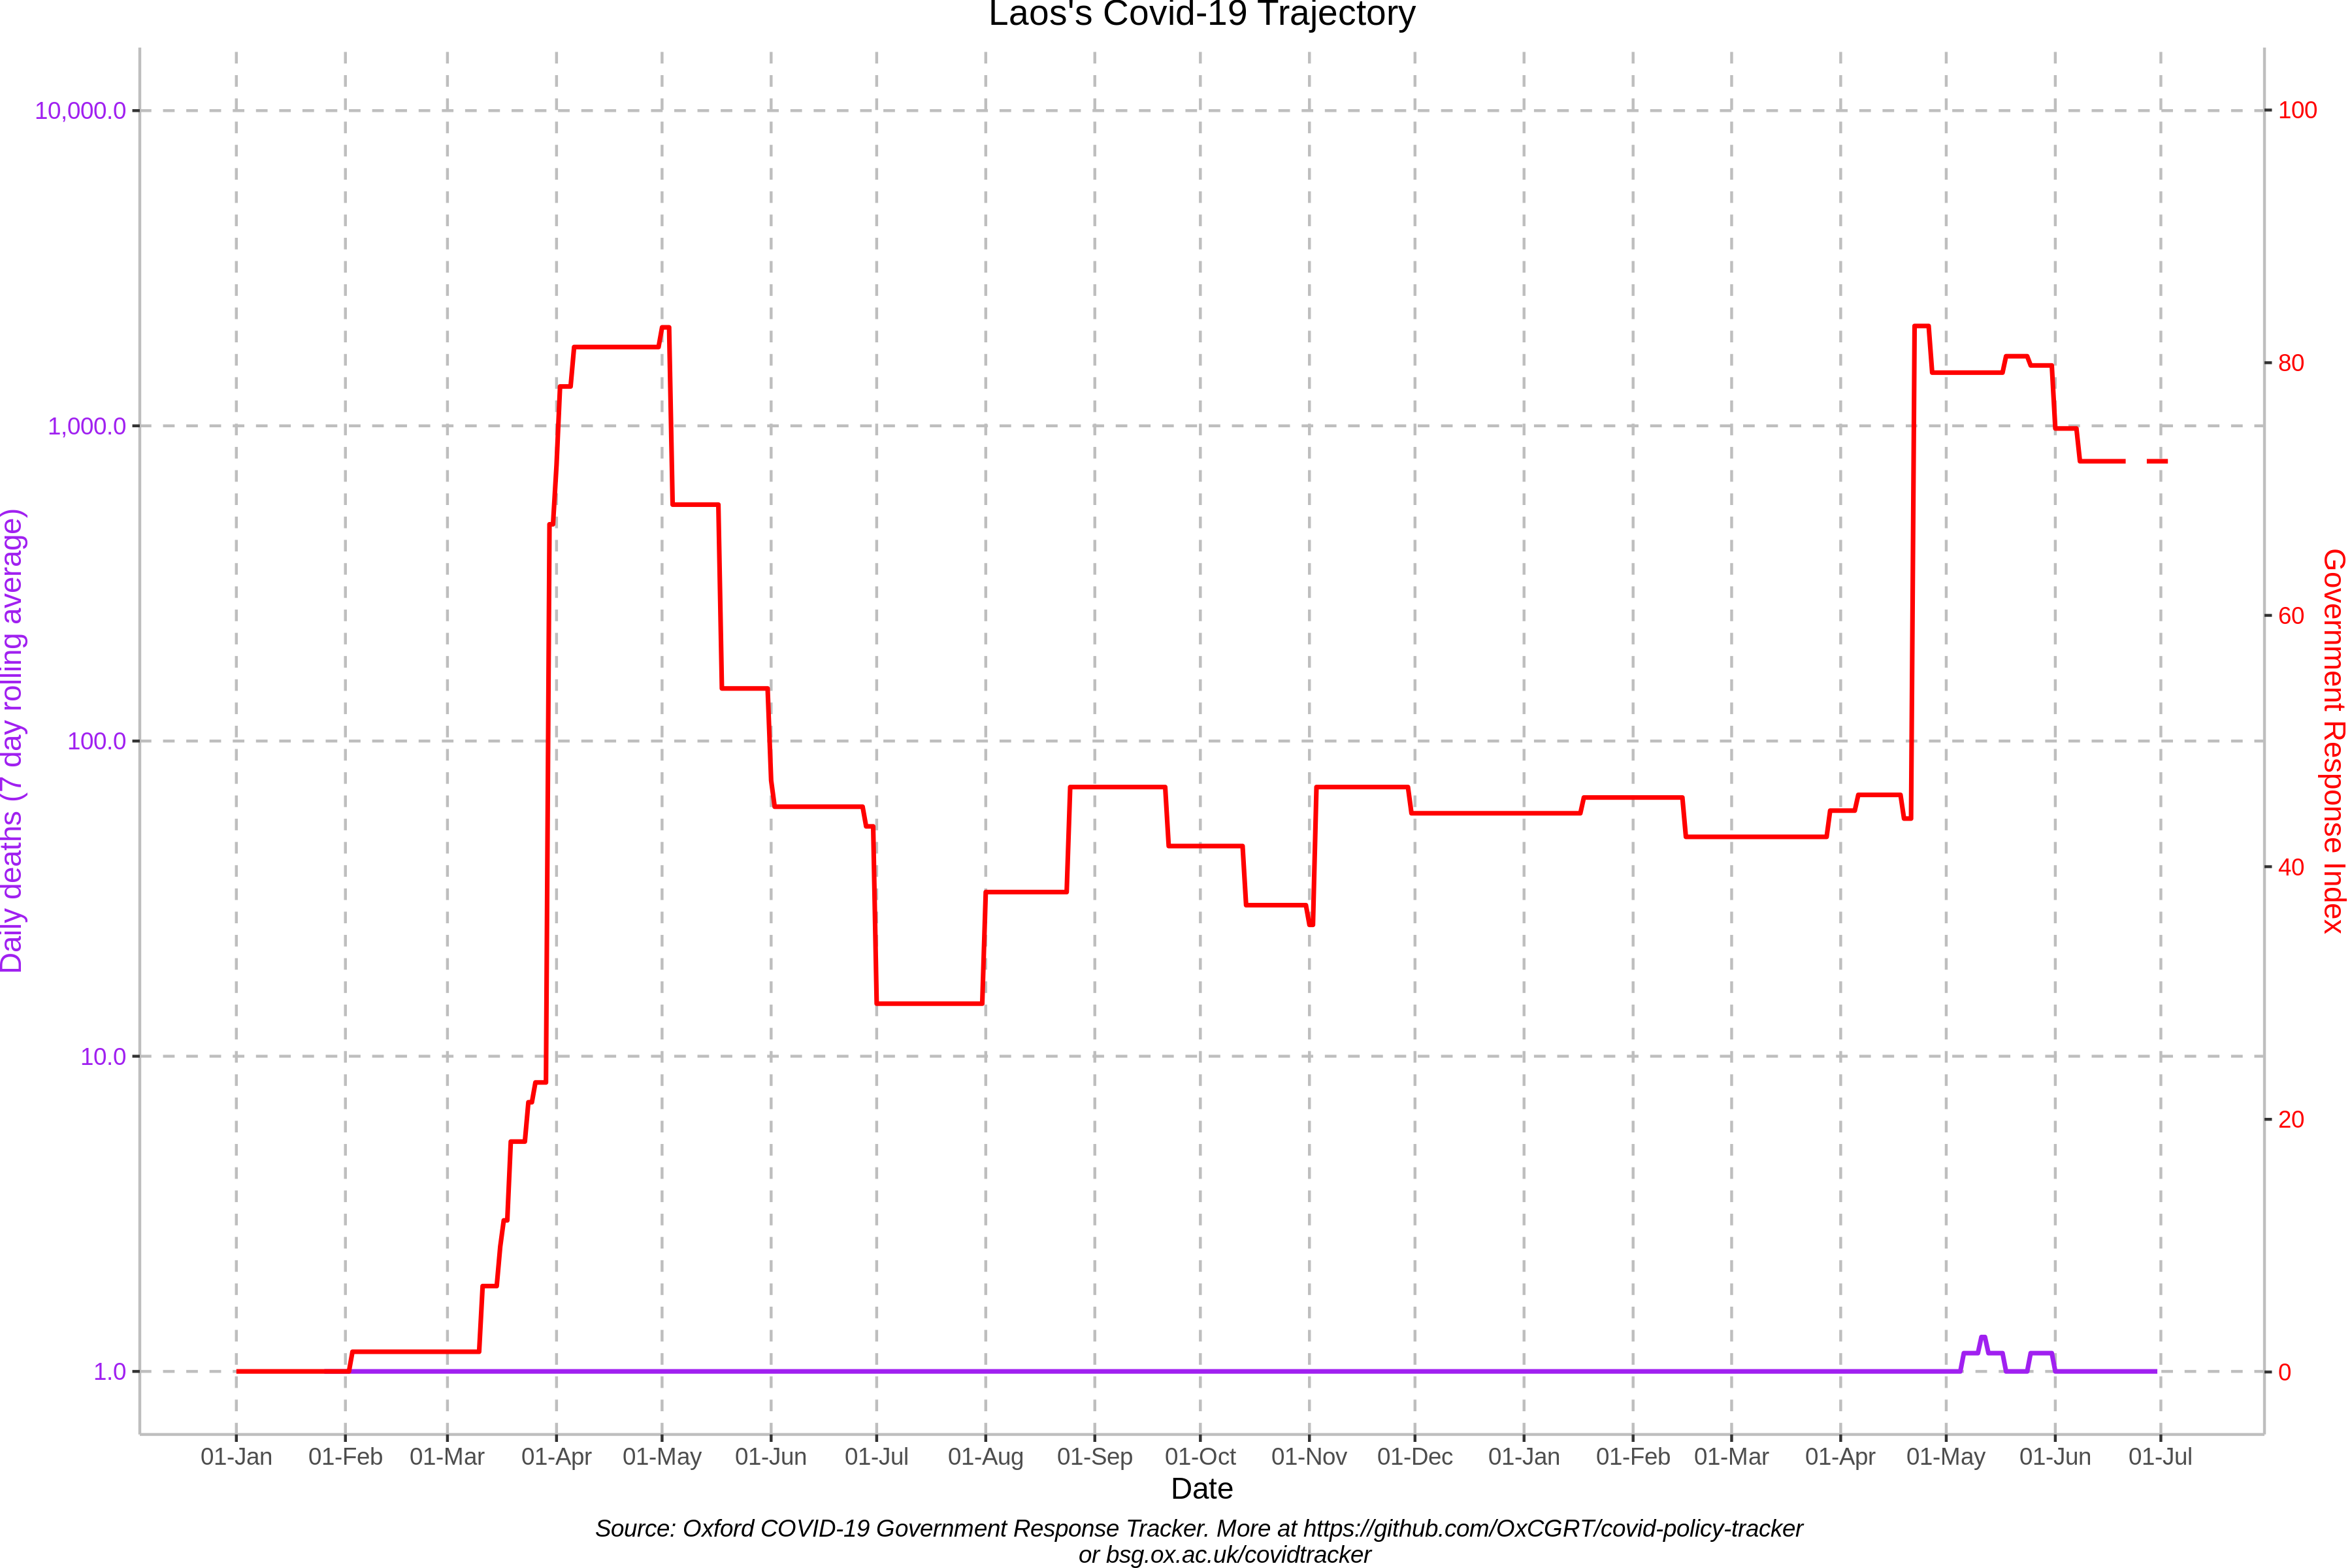 Laos's Covid-19 Trajectory
10,000.0
1,000.0
100.0
10.0
1.0
Daily deaths (7 day rolling average)
100
80
60
40
20
0
Government Response Index
01-Jan 01-Feb 01-Mar 01-Apr 01-May 01-Jun 01-Jul 01-Aug 01-Sep 01-Oct 01-Nov 01-Dec 01-Jan 01-Feb 01-Mar 01-Apr 01-May 01-Jun 01-Jul
Date
Source: Oxford COVID-19 Government Response Tracker. More at https://github.com/OxCGRT/covid-policy-tracker
or bsg.ox.ac.uk/covidtracker